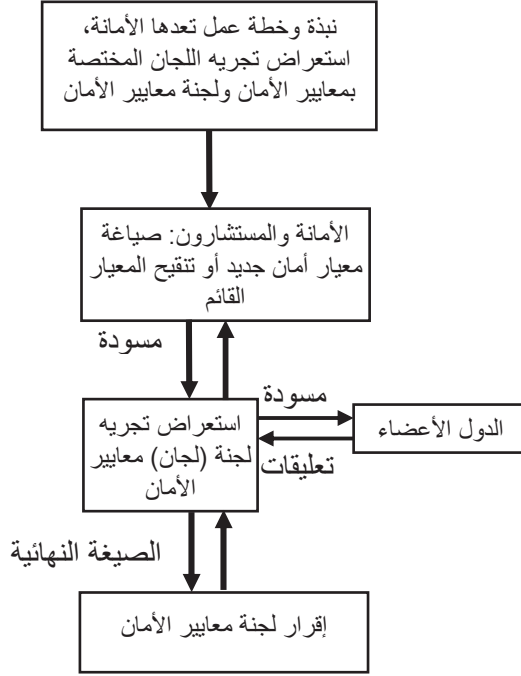 نبذة وخطة عمل تعدها الأمانة،
استعراض تجريه اللجان المختصة
بمعايير الأمان ولجنة معايير الأمان
الأمانة والمستشارون: صياغة
معيار أمان جديد أو تنقيح المعيار
القائم
مسودة
استعراض تجريه
لجنة (لجان) معايير
الأمان
مسودة
تعليقات
الدول الأعضاء
الصيغة النهائية
إقرار لجنة معايير الأمان